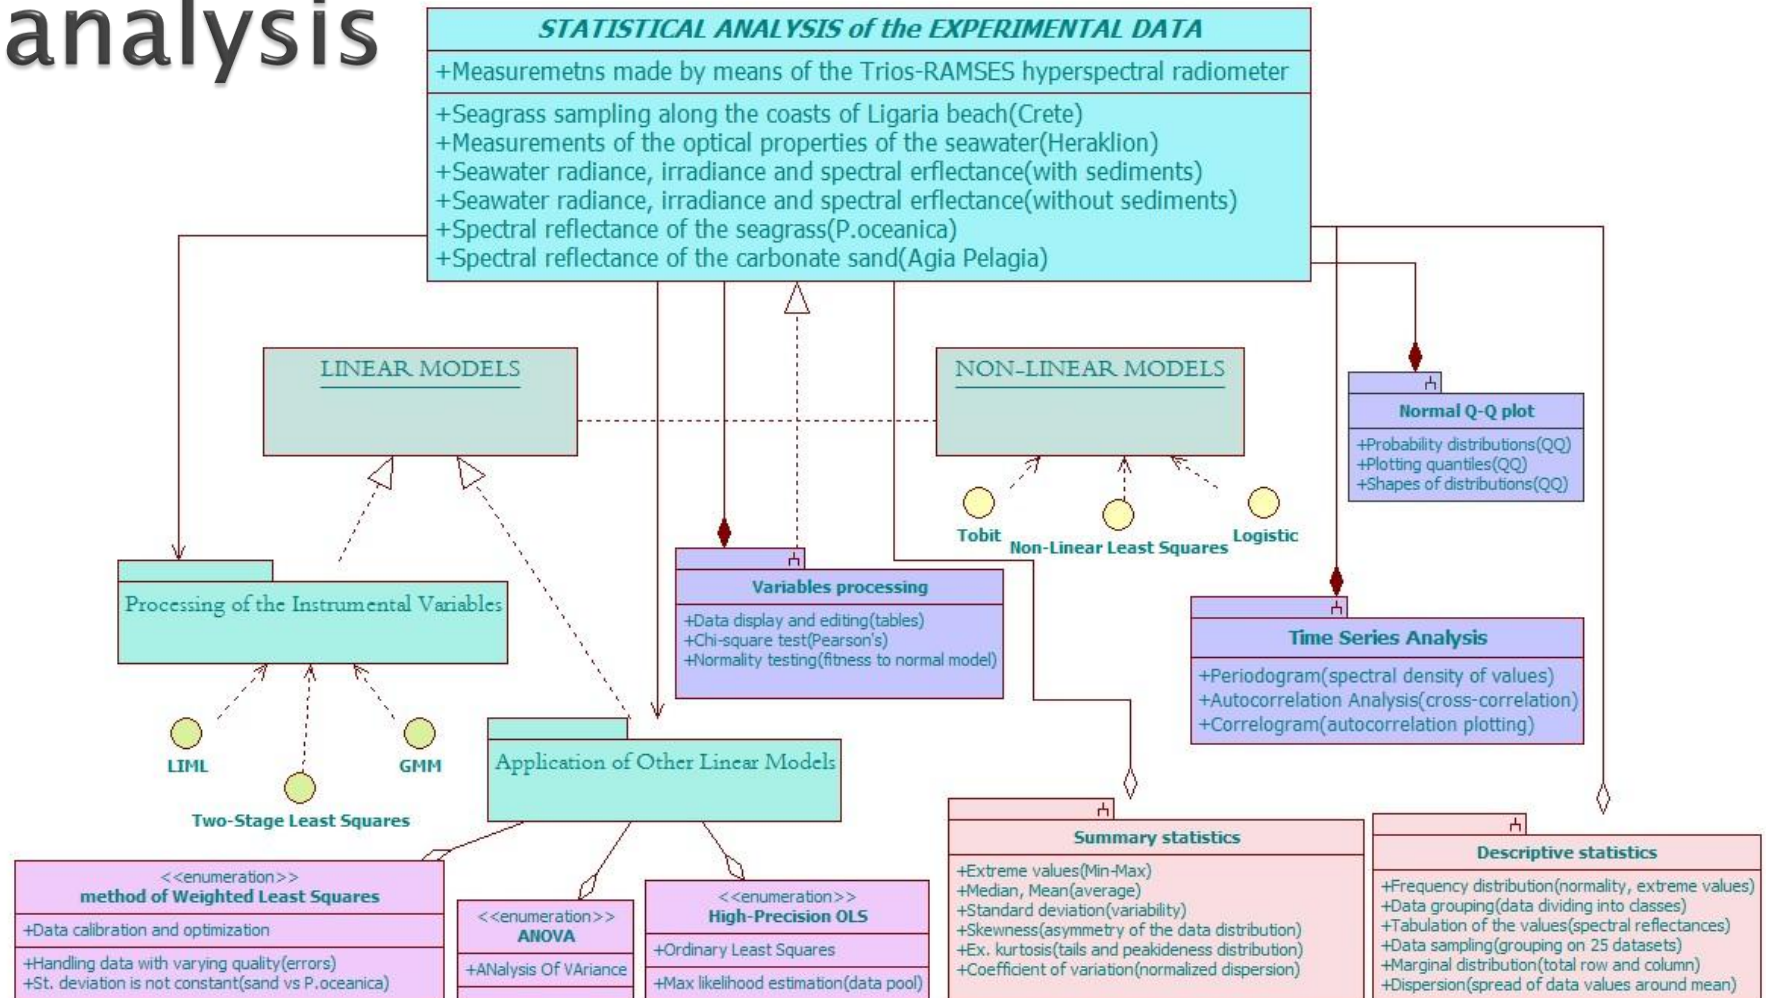 analysis
STATISTICAL ANALYSIS of the EXPERIMENTAL DATA
+Measuremetns made by means of the Trios-RAMSES hyperspectral radiometer
+Seagrass sampling along the coasts of Ligaria beach(Crete)
+Measurements of the optical properties of the seawater(Heraklion)
+Seawater radiance, irradiance and spectral erflectance(with sediments)
+Seawater radiance, irradiance and spectral erflectance(without sediments)
+Spectral reflectance of the seagrass(P.oceanica)
+Spectral reflectance of the carbonate sand(Agia Pelagia)
LINEAR MODELS
NON-LINEAR MODELS
Normal Q-Q plot
+Probability distributions(QQ)
+Plotting quantiles(QQ)
+Shapes of distributions(QQ)
Tobit
Non-Linear Least Squares
Logistic
Processing of the Instrumental Variables
Variables processing
+Data display and editing(tables)
+Chi-square test(Pearson's)
+Normality testing(fitness to normal model)
Time Series Analysis
+Periodogram(spectral density of values)
+Autocorrelation Analysis(cross-correlation)
+Correlogram(autocorrelation plotting)
LIML
GMM
Two-Stage Least Squares
Application of Other Linear Models
<<enumeration>>
method of Weighted Least Squares
+Data calibration and optimization
+Handling data with varying quality(errors)
+St. deviation is not constant(sand vs P.oceanica)
<<enumeration>>
ANOVA
+ANalysis Of VAriance
<<enumeration>>
High-Precision OLS
+Ordinary Least Squares
+Max likelihood estimation(data pool)
Summary statistics
+Extreme values(Min-Max)
+Median, Mean(average)
+Standard deviation(variability)
+Skewness(asymmetry of the data distribution)
+Ex. kurtosis(tails and peakideness distribution)
+Coefficient of variation(normalized dispersion)
Descriptive statistics
+Frequency distribution(normality, extreme values)
+Data grouping(data dividing into classes)
+Tabulation of the values(spectral reflectances)
+Data sampling(grouping on 25 datasets)
+Marginal distribution(total row and column)
+Dispersion(spread of data values around mean)